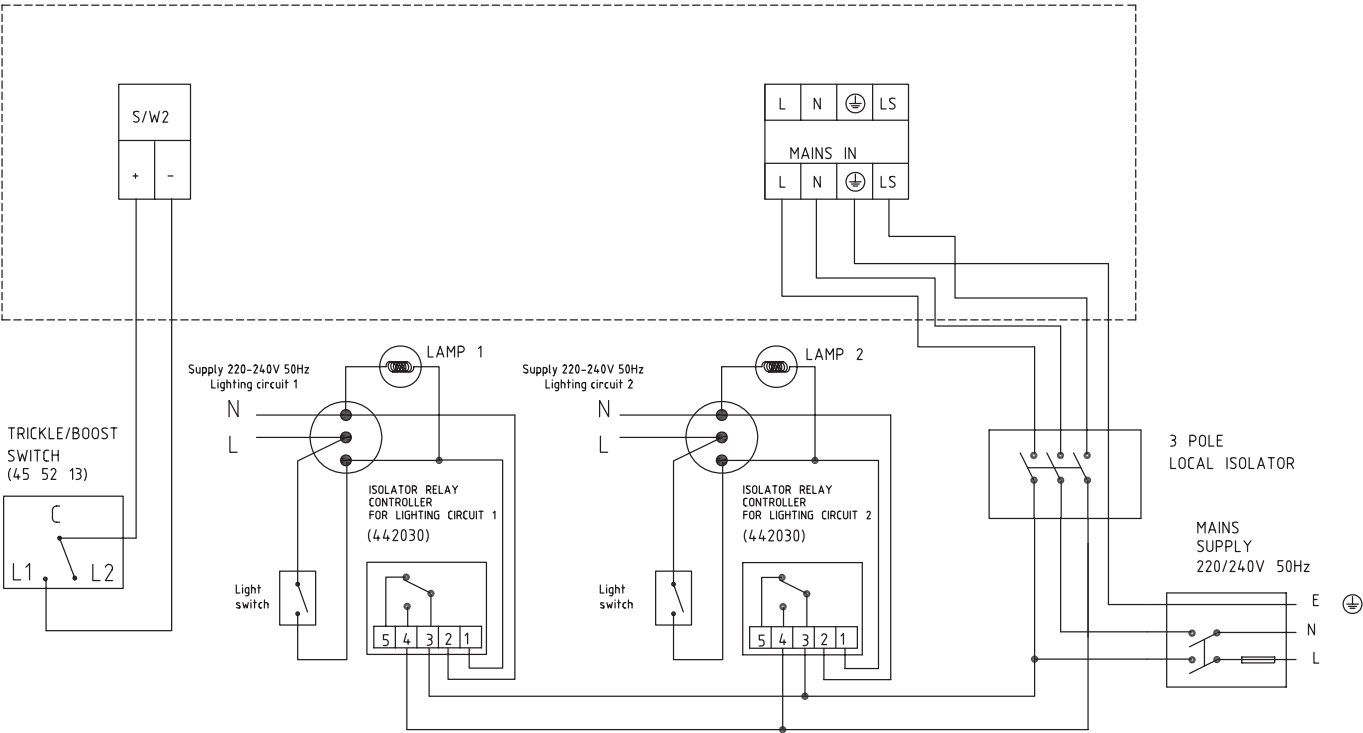 S/W2
+ -
L N LS
MAINS IN
L N LS
LAMP 1
Supply 220-240V 50Hz
Lighting circuit 1
N
L
LAMP 2
Supply 220-240V 50Hz
Lighting circuit 2
N
L
TRICKLE/BOOST
SWITCH
(45 52 13)
C
L1 L2
ISOLATOR RELAY
CONTROLLER
FOR LIGHTING CIRCUIT 1
(442030)
Light
switch
5 4 3 2 1
ISOLATOR RELAY
CONTROLLER
FOR LIGHTING CIRCUIT 2
(442030)
Light
switch
5 4 3 2 1
3 POLE
LOCAL ISOLATOR
MAINS
SUPPLY
220/240V 50Hz
E
N
L